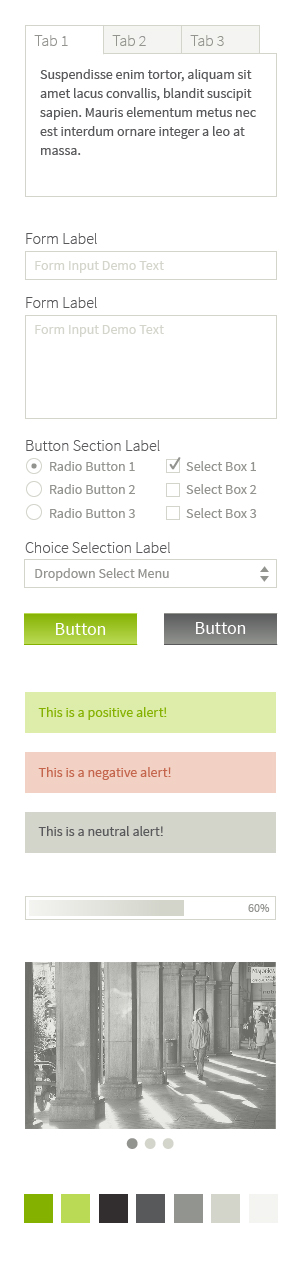 Tab 1 Tab 2 Tab 3
Suspendisse enim tortor, aliquam sit
amet lacus convallis, blandit suscipit
sapien. Mauris elementum metus nec
est interdum ornare integer a leo at
massa.
Form Label
Form Input Demo Text
Form Label
Form Input Demo Text
Button Section Label
Radio Button 1 Select Box 1
Radio Button 2 Select Box 2
Radio Button 3 Select Box 3
Choice Selection Label
Dropdown Select Menu
Button Button
This is a positive alert!
This is a negative alert!
This is a neutral alert!
60%